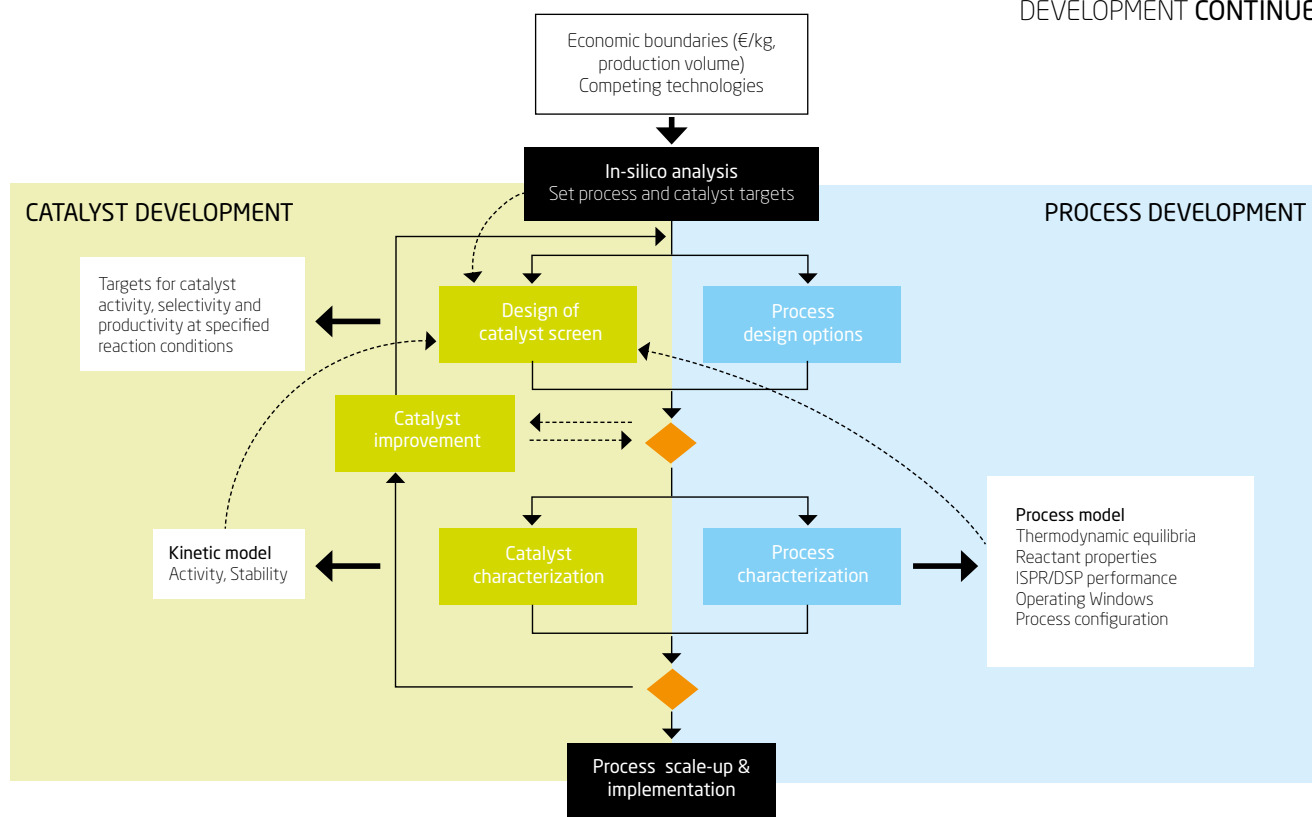 DEVELOPMENT CONTINUE
Economic boundaries (€/kg,
production volume)
Competing technologies
In-silico analysis
Set process and catalyst targets
CATALYST DEVELOPMENT
PROCESS DEVELOPMENT
Targets for catalyst
activity, selectivity and
productivity at specified
reaction conditions
Design of
catalyst screen
Process
design options
Catalyst
improvement
Kinetic model
Activity, Stability
Catalyst
characterization
Process
characterization
Process model
Thermodynamic equilibria
Reactant properties
ISPR/DSP performance
Operating Windows
Process configuration
Process scale-up &
implementation